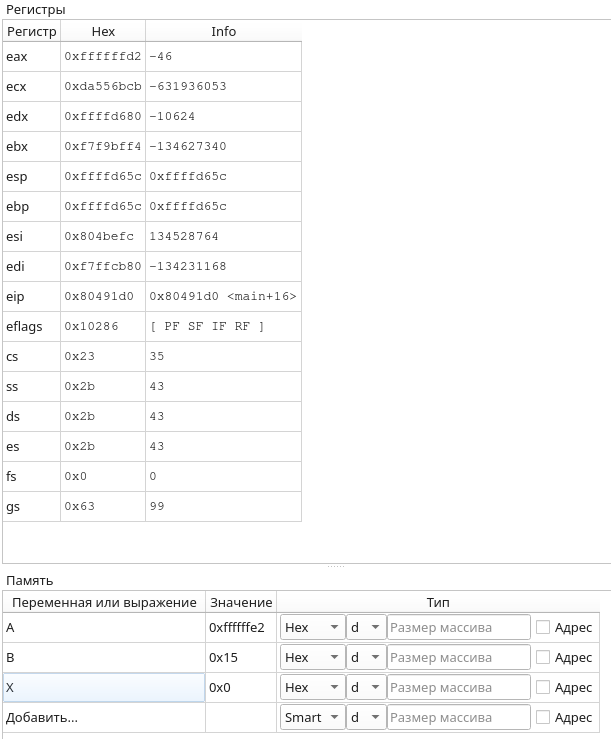 Регистры
Регистр Hex Info
eax 0xffffffd2 -46
ecx 0xda556bcb -631936053
edx 0xffffd680 -10624
ebx 0xf7f9bff4 -134627340
esp 0xffffd65c 0xffffd65c
ebp 0xffffd65c 0xffffd65c
esi 0x804befc 134528764
edi 0xf7ffcb80 -134231168
eip 0x80491d0 0x80491d0 <main+16>
eflags 0x10286 [ PF SF IF RF ]
cs 0x23 35
ss 0x2b 43
ds 0x2b 43
es 0x2b 43
fs 0x0 0
gs 0x63 99
Память
Переменная или выражение Значение Тип
A 0xffffffe2 Hex d Размер массива Адрес
B 0x15 Hex d Размер массива Адрес
X 0x0 Hex d Размер массива Адрес
Добавить... Smart d Размер массива Адрес